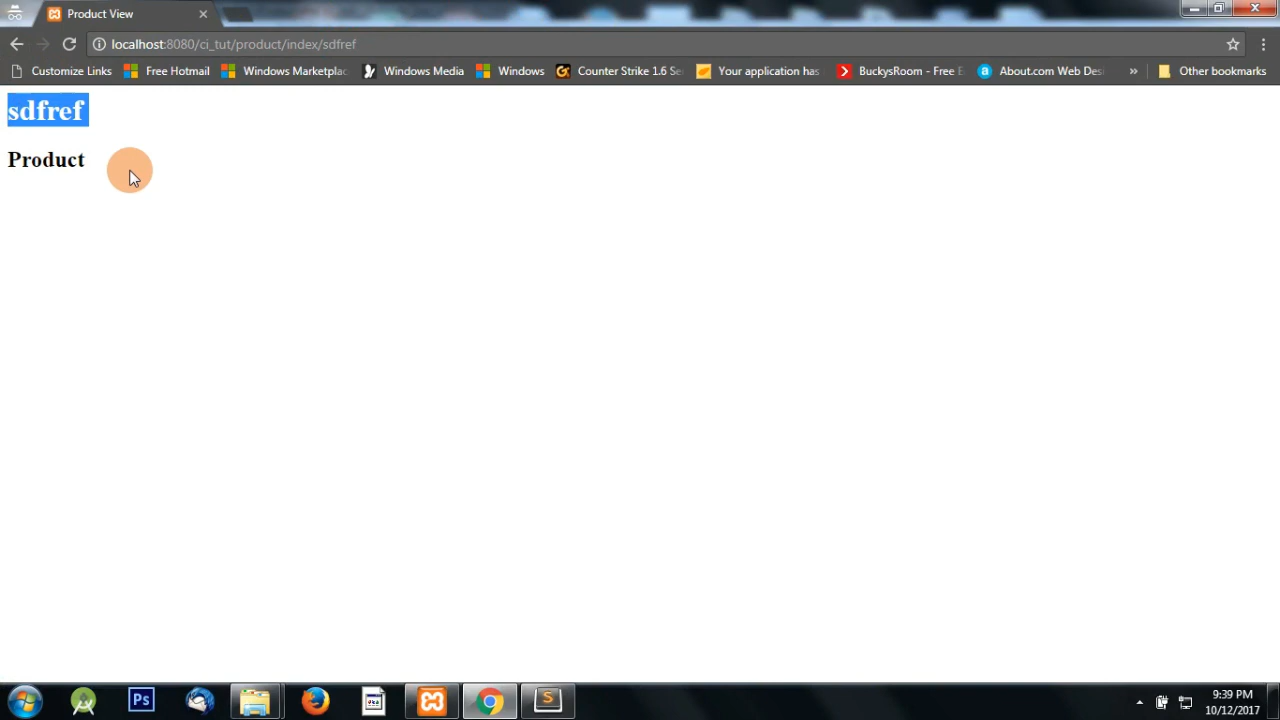 Product View
localhost:8080/ci_tut/product/index/sdfref
Customize Links
Free Hotmail
Windows Marketplac
Windows Media
Windows
Counter Strike 1.6 Se
Your application has
BuckysRoom - Free E
About.com Web Desi
»
Other bookmarks
sdfref
Product
Ps
S
9:39 PM
10/12/2017